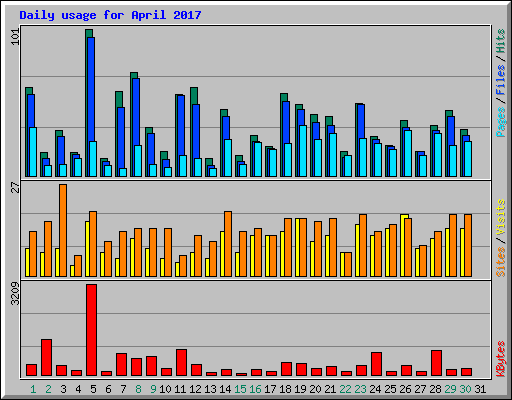 Daily usage for April 2017
101
Pages / Files / Hits
27
Sites / Visits
3209
KBytes
1 2 3 4 5 6 7 8 9 10 11 12 13 14 15 16 17 18 19 20 21 22 23 24 25 26 27 28 29 30 31